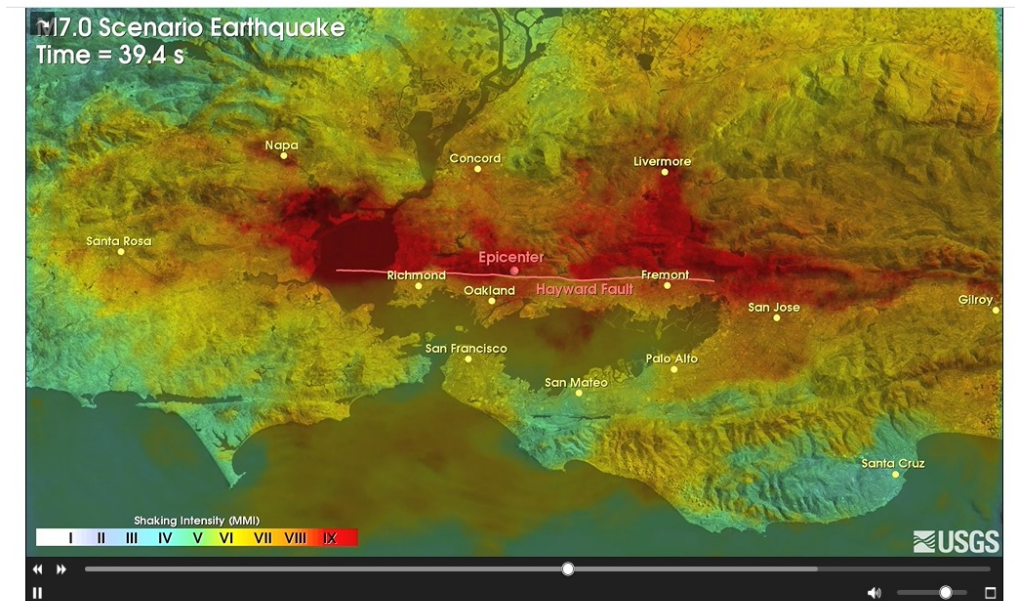 M7.0 Scenario Earthquake
Time = 39.4 s
Napa
Concord
Livermore
Santa Rosa
Epicenter
Richmond
Fremont
Oakland
Hayward Fault
Gilroy
San Jose
San Francisco
Palo Alto
San Mateo
Santa Cruz
Shaking Intensity (MMI)
I II III IV V VI VII VIII IX
USGS